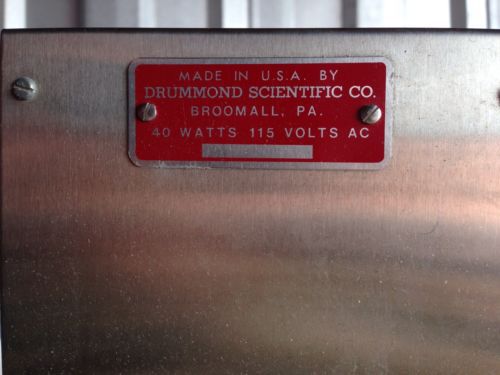 MADE IN U.S.A. BY
DRUMMOND SCIENTIFIC CO.
BROOMALL, PA.
40 WATTS 115 VOLTS AC